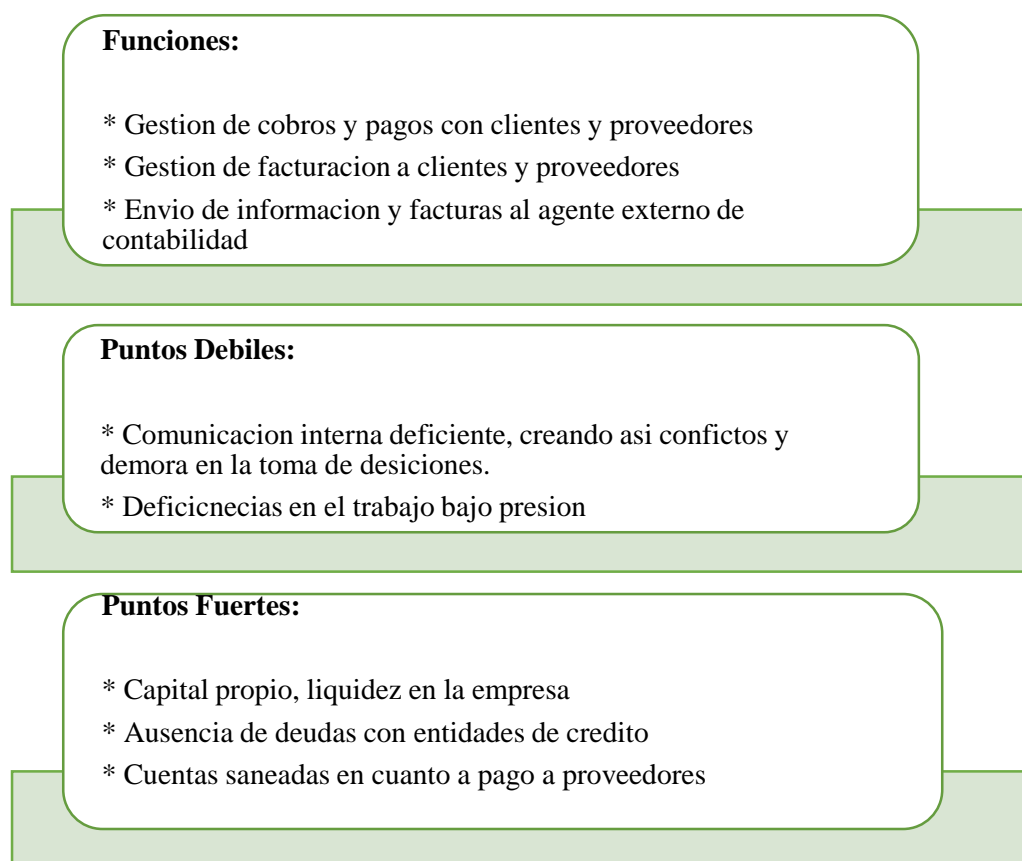 Funciones:
* Gestion de cobros y pagos con clientes y proveedores
* Gestion de facturacion a clientes y proveedores
* Envio de informacion y facturas al agente externo de
contabilidad
Puntos Debiles:
* Comunicacion interna deficiente, creando asi confictos y
demora en la toma de desiciones.
* Deficicnecias en el trabajo bajo presion
Puntos Fuertes:
* Capital propio, liquidez en la empresa
* Ausencia de deudas con entidades de credito
* Cuentas saneadas en cuanto a pago a proveedores